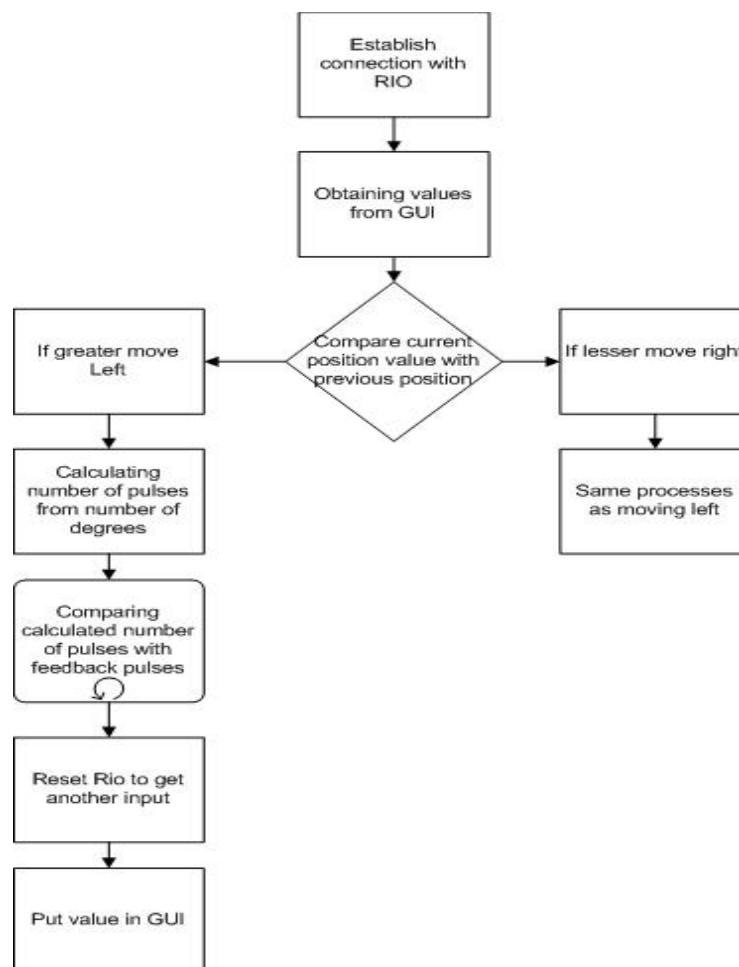 Establish
connection with
RIO
Obtaining values
from GUI
Compare current
position value with
previous position
If greater move
Left
If lesser move right
Calculating
number of pulses
from number of
degrees
Same processes
as moving left
Comparing
calculated number
of pulses with
feedback pulses
Reset Rio to get
another input
Put value in GUI